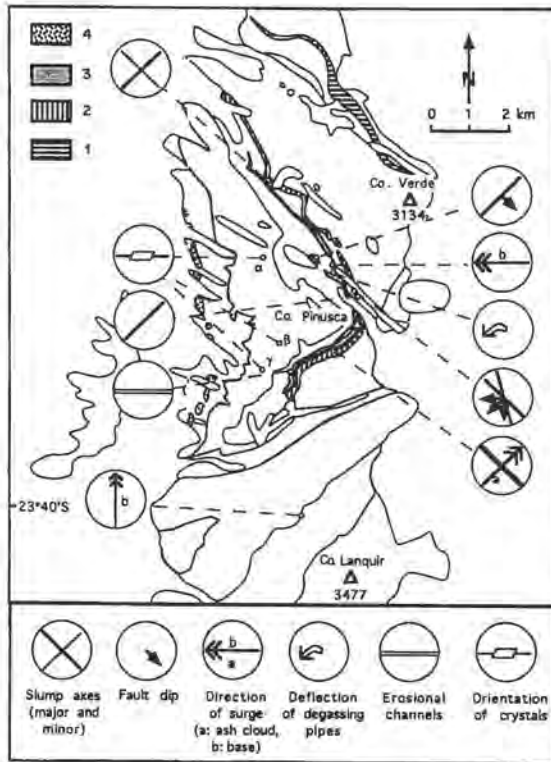 4
3
2
1
N
0 1 2 km
Co. Verde
3134
b
Co. Pinusca
α
β
γ
a
b
23°40'S
Co Lanquir
3477
b
a
Slump axes
(major and
minor)
Fault dip
Direction
of surge
(a: ash cloud,
b: base)
Deflection
of degassing
pipes
Erosional
channels
Orientation
of crystals